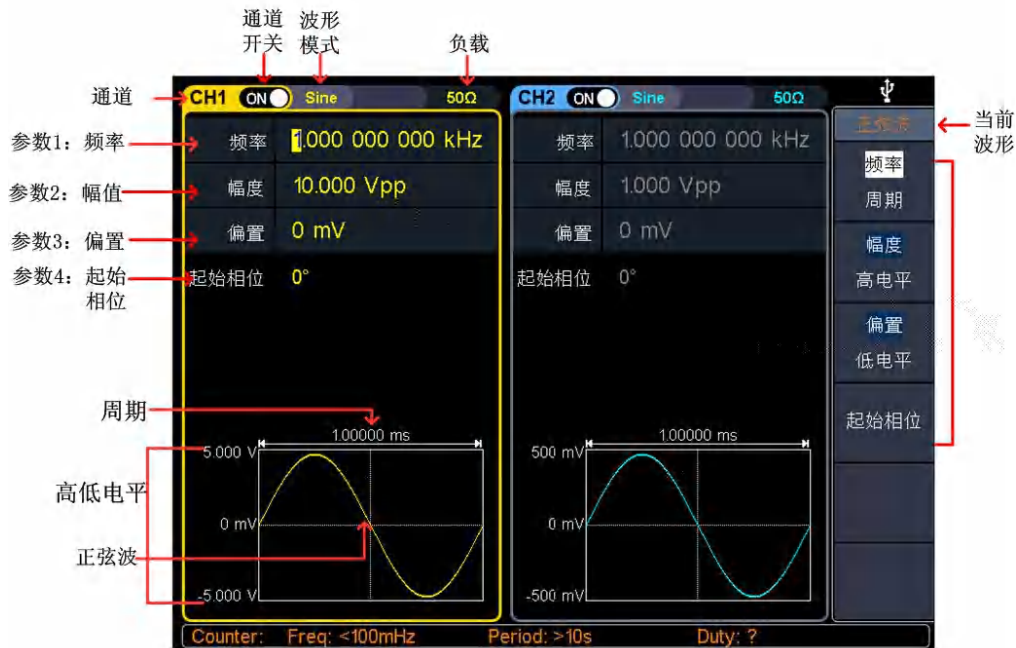 通道
开关
波形
模式
负载
通道
CH1 ON Sine 50Ω
CH2 ON Sine 50Ω
参数1：频率
频率 1.000 000 000 kHz
参数2：幅值
幅度 10.000 Vpp
参数3：偏置
偏置 0 mV
参数4：起始
相位
起始相位 0°
频率 1.000 000 000 kHz
幅度 1.000 Vpp
偏置 0 mV
起始相位 0°
当前
波形
正弦波
频率
周期
幅度
高电平
偏置
低电平
起始相位
周期
1.00000 ms
5.000 V
高低电平
0 mV
正弦波
-5.000 V
1.00000 ms
500 mV
0 mV
-500 mV
Counter: Freq: <100mHz Period: >10s Duty: ?